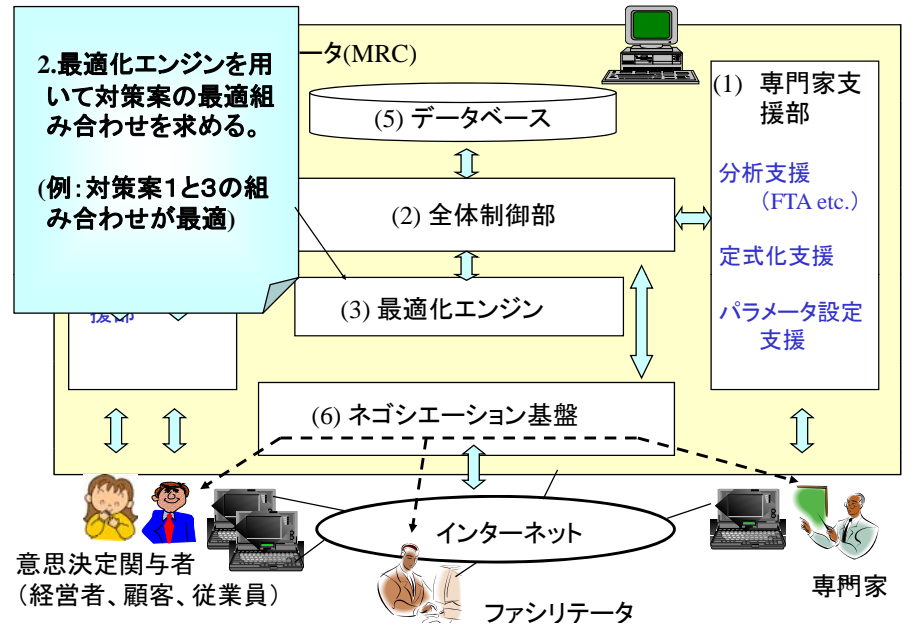 2.最適化エンジンを用
いて対策案の最適組
み合わせを求める。
(例:対策案1と3の組
み合わせが最適)
ータ(MRC)
(5) データベース
(2) 全体制御部
(3) 最適化エンジン
援部
(1) 専門家支
援部
分析支援
(FTA etc.)
定式化支援
パラメータ設定
支援
(6) ネゴシエーション基盤
インターネット
意思決定関与者
(経営者、顧客、従業員)
ファシリテータ
専門家